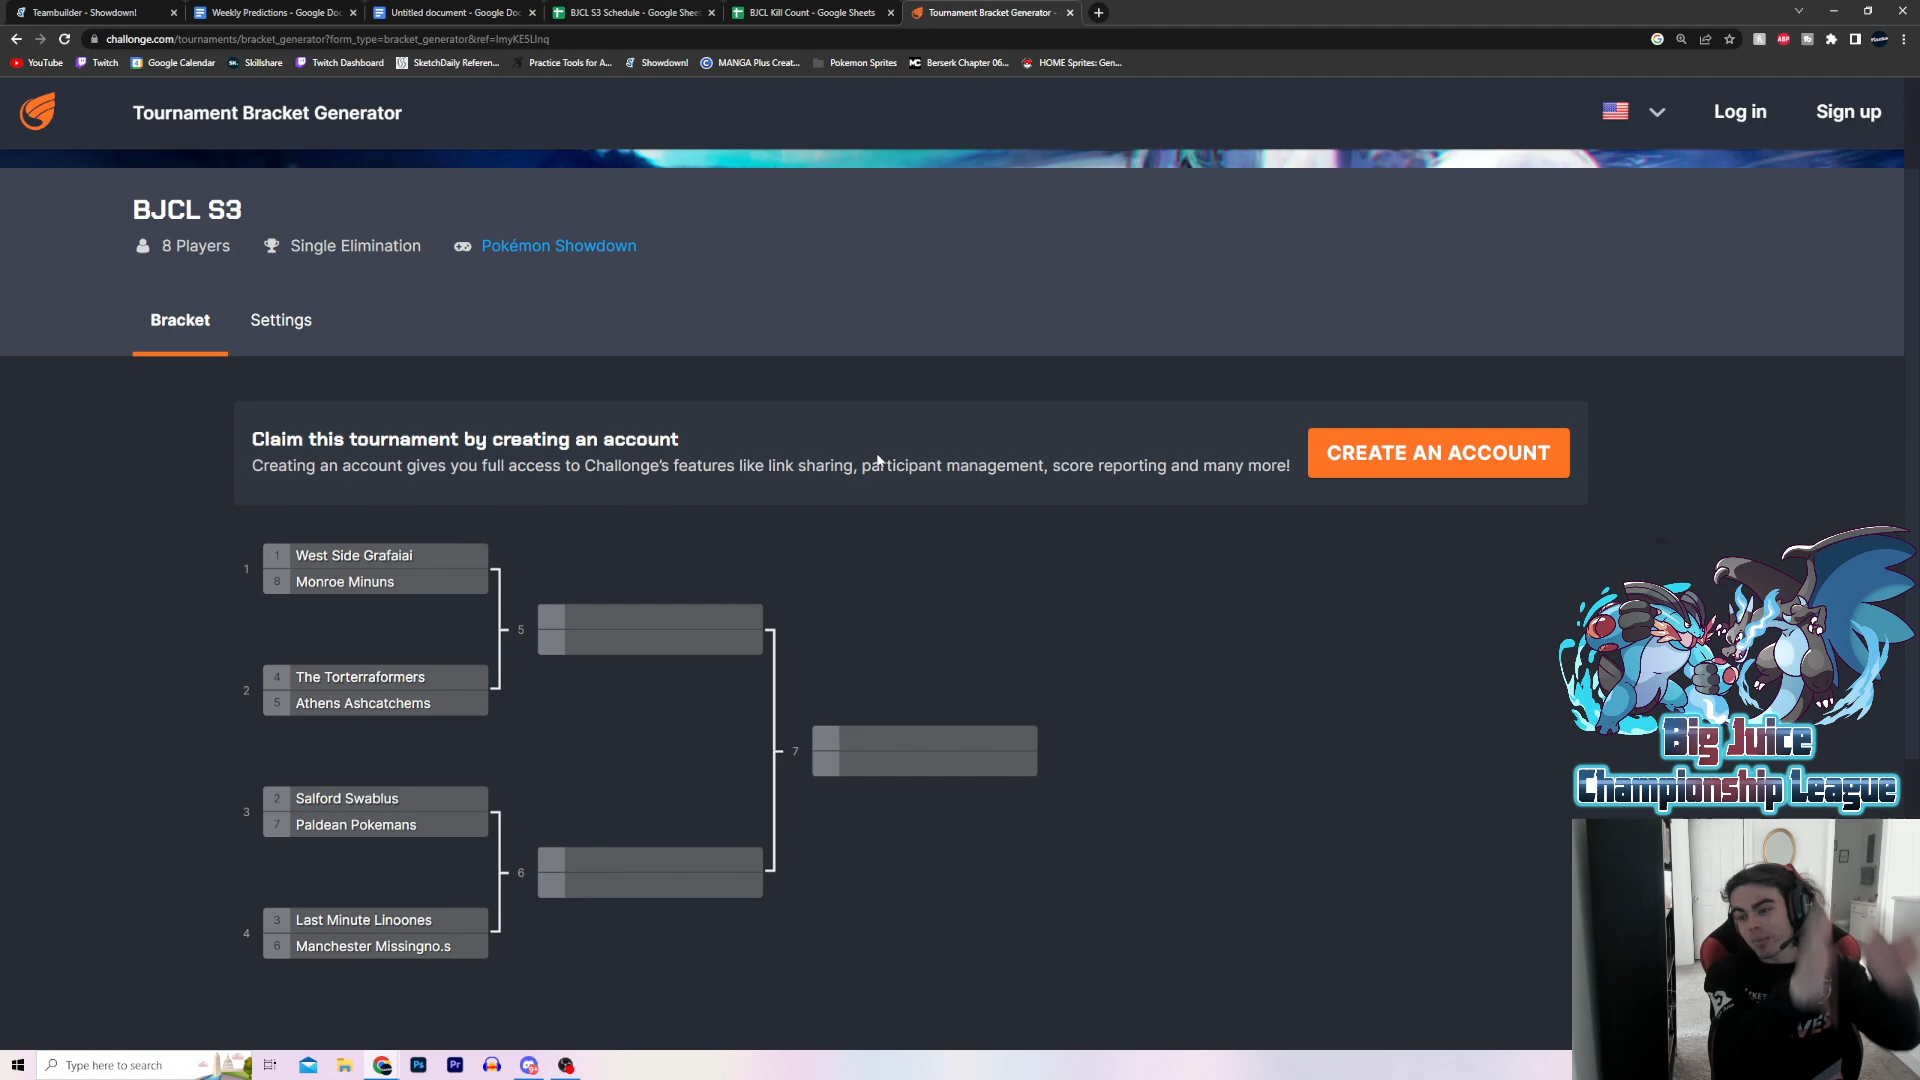 Teambuilder - Showdown!
Weekly Predictions - Google Doc
Untitled document - Google Doc
BJCL S3 Schedule - Google Shee
BJCL Kill Count - Google Sheets
Tournament Bracket Generator -
challonge.com/tournaments/bracket_generator?form_type=bracket_generator&ref=ImyKE5LInq
ABP
YouTube
Twitch
Google Calendar
Skillshare
Twitch Dashboard
SketchDaily Referen...
Practice Tools for A...
Showdown!
MANGA Plus Creat...
Pokemon Sprites
Berserk Chapter 06...
HOME Sprites: Gen...
Tournament Bracket Generator
Log in
Sign up
BJCL S3
8 Players
Single Elimination
Pokémon Showdown
Bracket
Settings
Claim this tournament by creating an account
Creating an account gives you full access to Challonge's features like link sharing, participant management, score reporting and many more!
CREATE AN ACCOUNT
1
1 West Side Grafaiai
8 Monroe Minuns
5
2
4 The Torterraformers
5 Athens Ashcatchems
7
3
2 Salford Swablus
7 Paldean Pokemans
6
4
3 Last Minute Linoones
6 Manchester Missingno.s
Big Juice
Championship League
Type here to search
Ps
Pr